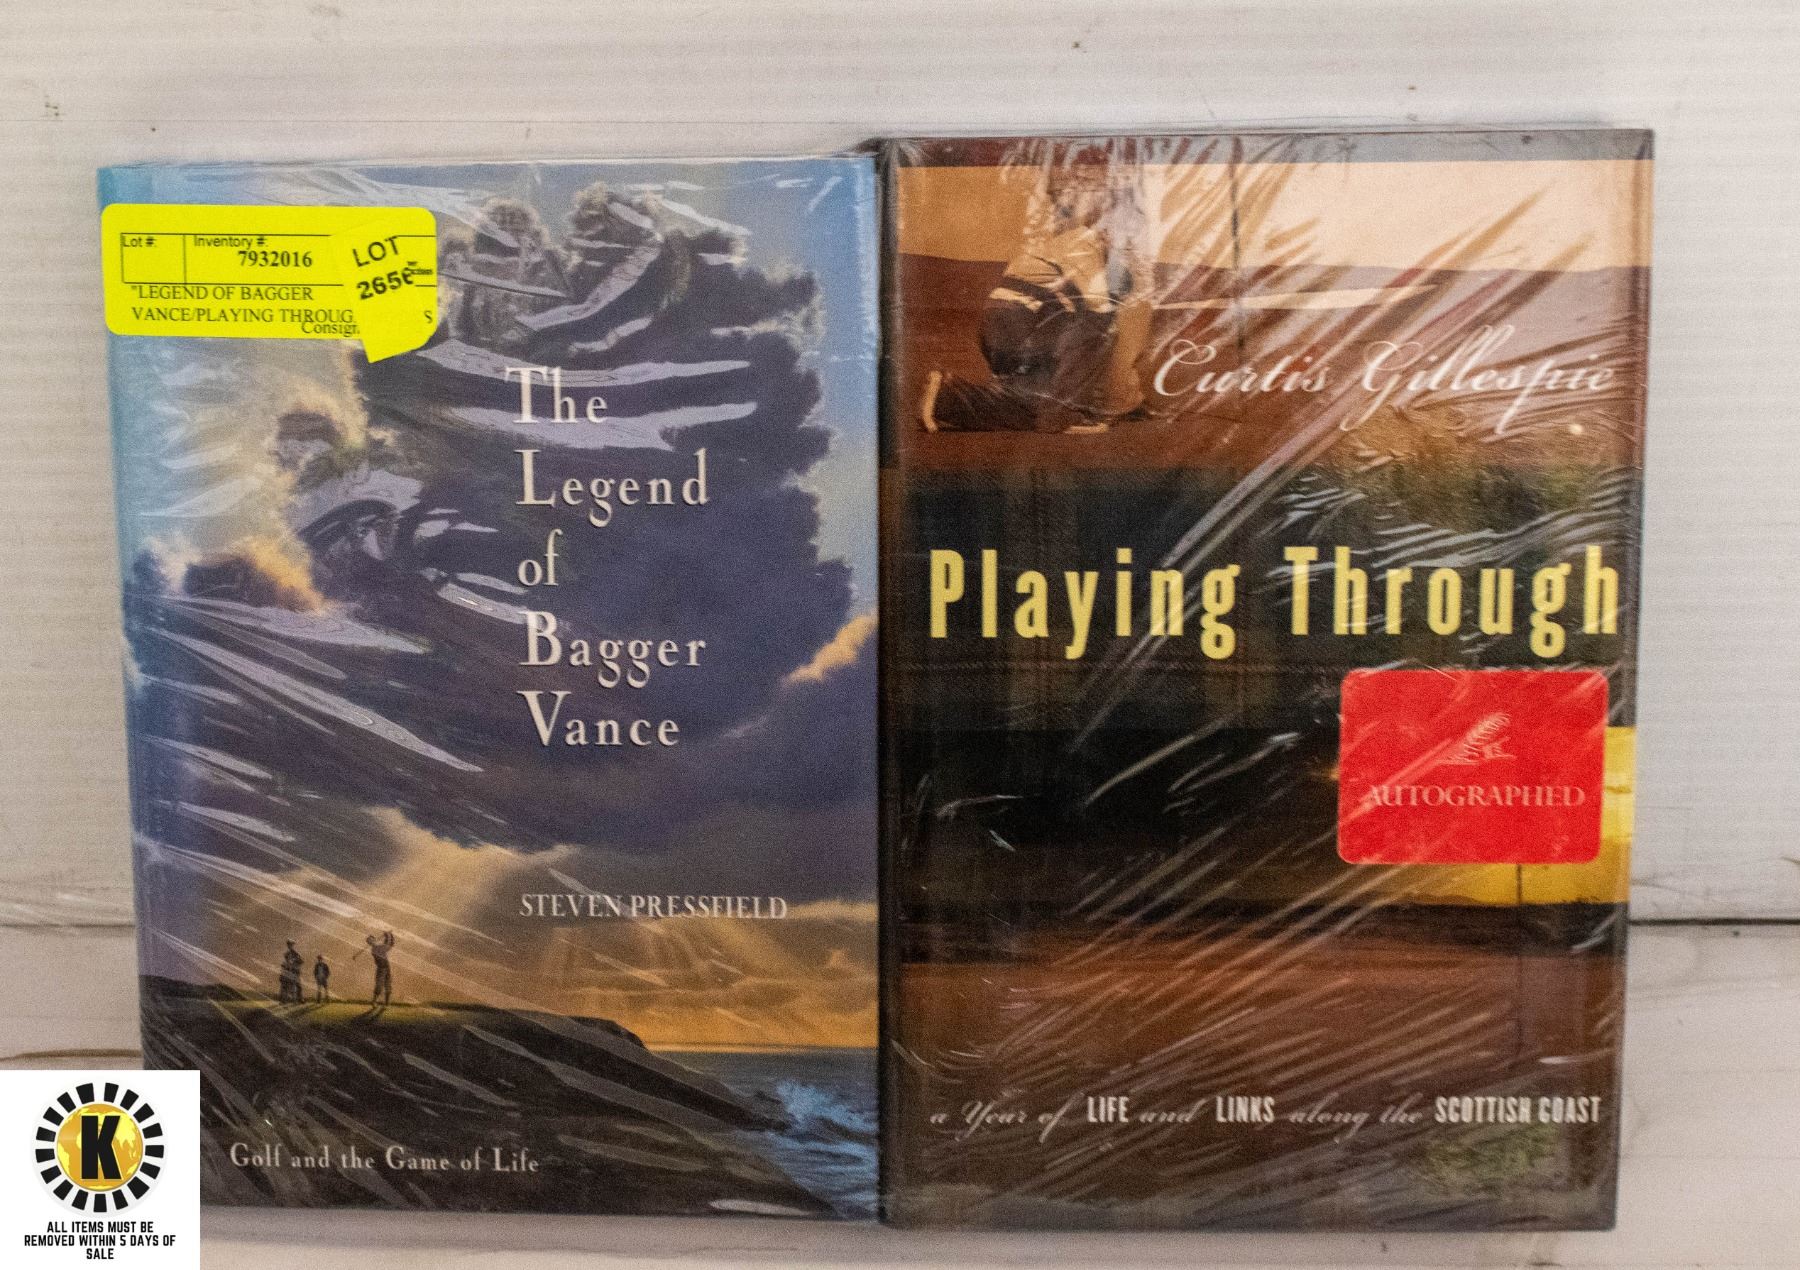 Lot #:
Inventory #:
7932016
LOT
265
"LEGEND OF BAGGER
VANCE/PLAYING THROUG
S
Consign
The
Legend
of
Bagger
Vance
STEVEN PRESSFIELD
Golf and the Game of Life
Curtis Gillespie
Playing Through
AUTOGRAPHED
a Year of LIFE and LINKS along the SCOTTISH COAST
K
ALL ITEMS MUST BE
REMOVED WITHIN 5 DAYS OF
SALE